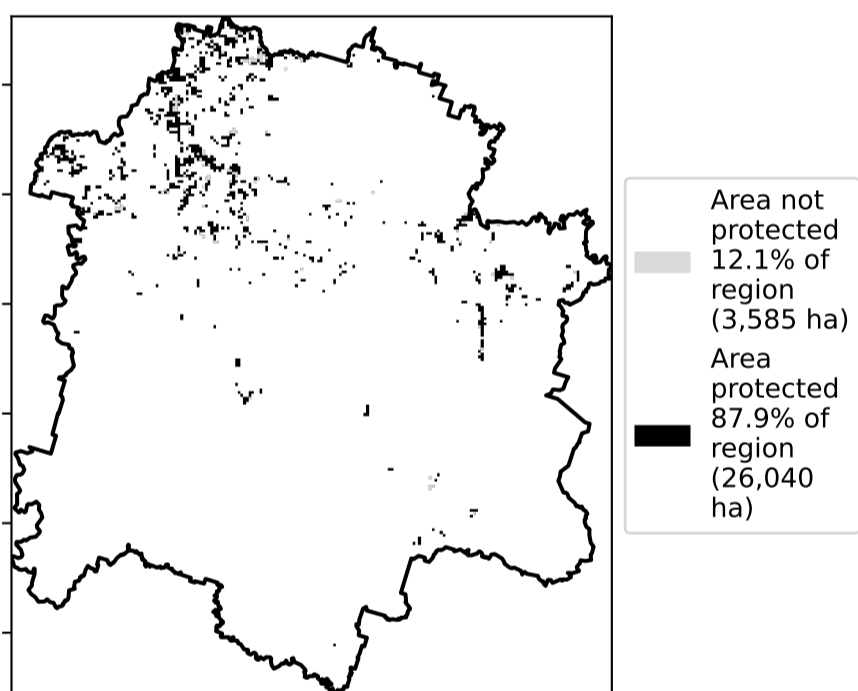 Area not
protected
12.1% of
region
(3,585 ha)
Area
protected
87.9% of
region
(26,040
ha)